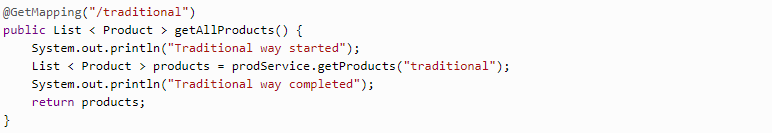 @GetMapping("/traditional")
public List < Product > getAllProducts() {
    System.out.println("Traditional way started");
    List < Product > products = prodService.getProducts("traditional");
    System.out.println("Traditional way completed");
    return products;
}